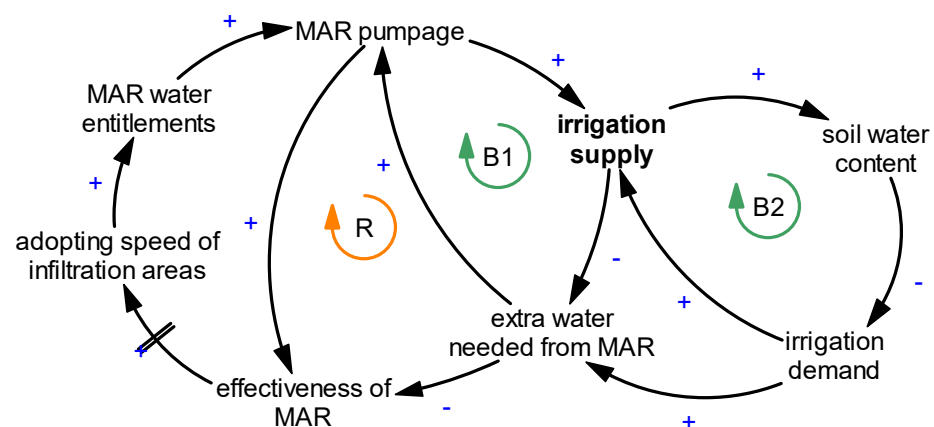 +
MAR pumpage
+
+
MAR water
entitlements
irrigation
supply
soil water
content
B1
+
+
B2
+
R
adopting speed of
infiltration areas
-
-
+
extra water
needed from MAR
irrigation
demand
+
effectiveness of
MAR
-
+